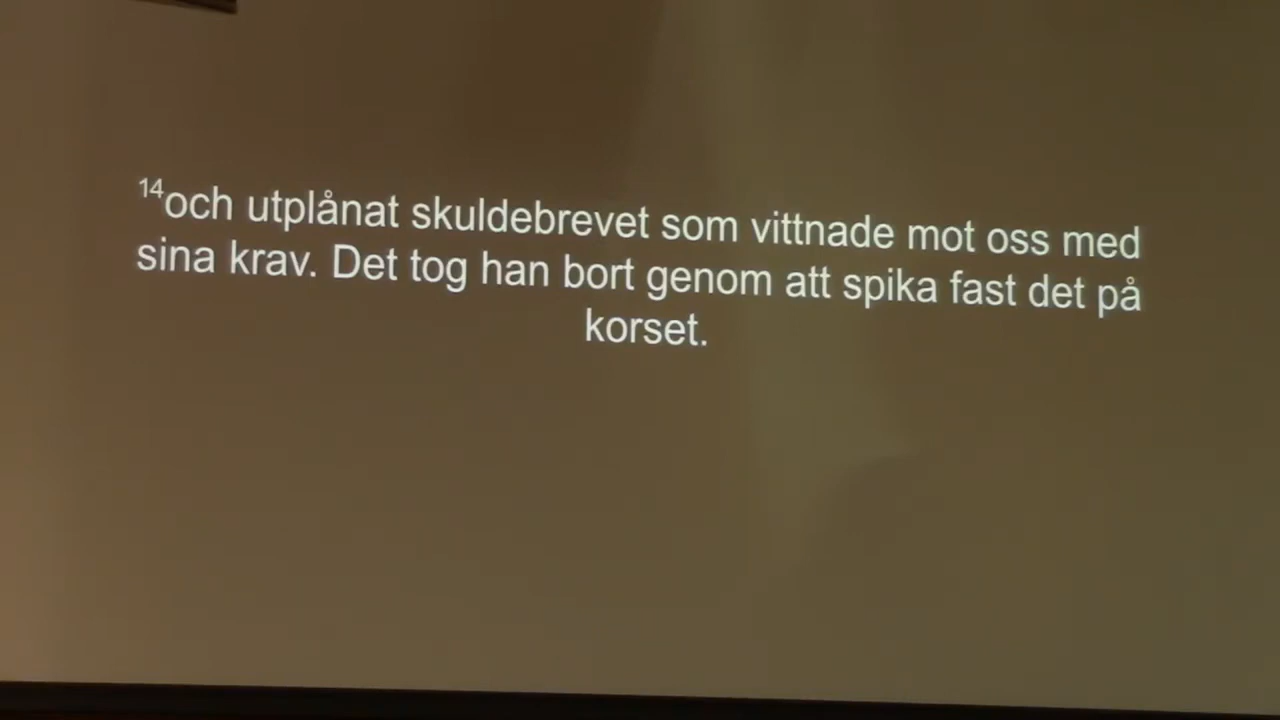 ¹⁴och utplånat skuldebrevet som vittnade mot oss med
sina krav. Det tog han bort genom att spika fast det på
korset.